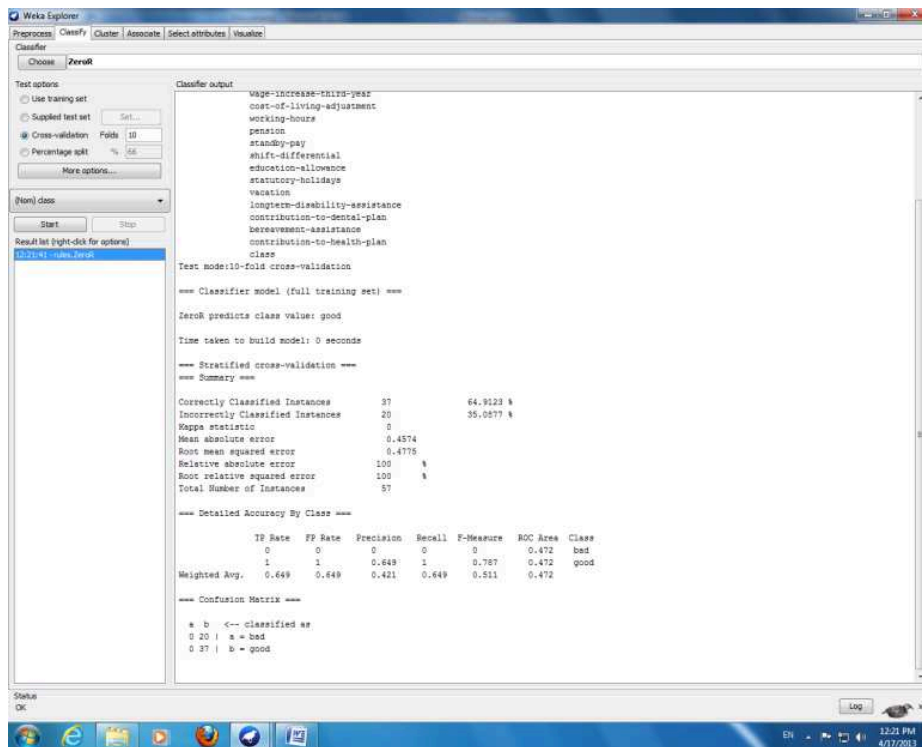 Weka Explorer
Preprocess Classify Cluster Associate Select attributes Visualize
Classifier
Choose ZeroR
Test options
Use training set
Supplied test set Set...
Cross-validation Folds 10
Percentage split % 66
More options...
(Nom) class
Start Stop
Result list (right-click for options)
12:21:41 - rules.ZeroR
Classifier output
wage-increase-third-year
cost-of-living-adjustment
working-hours
pension
standby-pay
shift-differential
education-allowance
statutory-holidays
vacation
longterm-disability-assistance
contribution-to-dental-plan
bereavement-assistance
contribution-to-health-plan
class
Test mode:10-fold cross-validation
=== Classifier model (full training set) ===
ZeroR predicts class value: good
Time taken to build model: 0 seconds
=== Stratified cross-validation ===
=== Summary ===
Correctly Classified Instances 37 64.9123 %
Incorrectly Classified Instances 20 35.0877 %
Kappa statistic 0
Mean absolute error 0.4574
Root mean squared error 0.4775
Relative absolute error 100 %
Root relative squared error 100 %
Total Number of Instances 57
=== Detailed Accuracy By Class ===
TP Rate FP Rate Precision Recall F-Measure ROC Area Class
0 0 0 0 0 0.472 bad
1 1 0.649 1 0.787 0.472 good
Weighted Avg. 0.649 0.649 0.421 0.649 0.511 0.472
=== Confusion Matrix ===
a b <-- classified as
0 20 | a = bad
0 37 | b = good
Status
OK
Log
x 0
EN
12:21 PM
4/17/2013